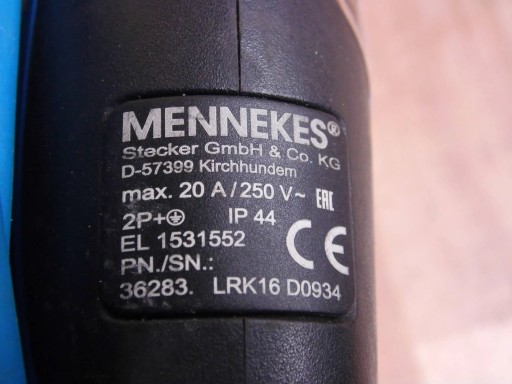 MENNEKES®
Stecker GmbH & Co. KG
D-57399 Kirchhundem
max. 20 A / 250 V~ EAC
2P+⏚ IP 44
EL 1531552 CE
PN./SN.:
36283. LRK16 D0934